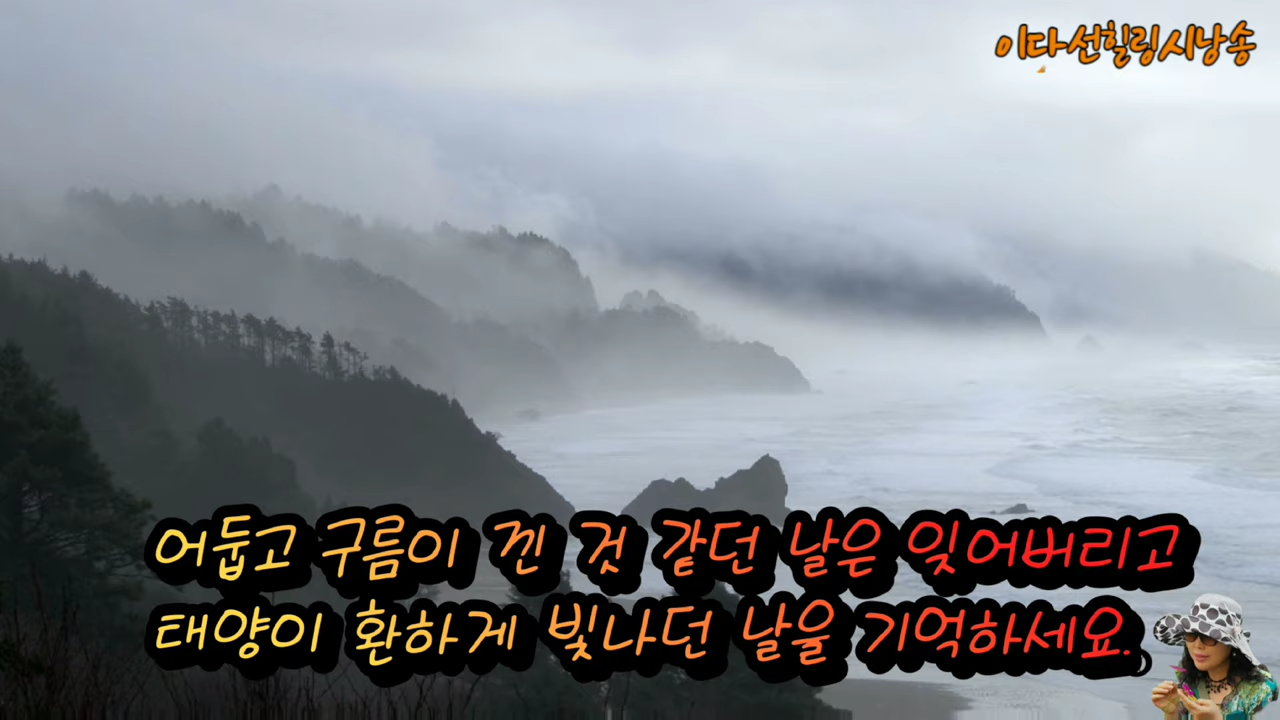 이다선힐링시낭송
어둡고 구름이 낀 것 같던 날은 잊어버리고
태양이 환하게 빛나던 날을 기억하세요.